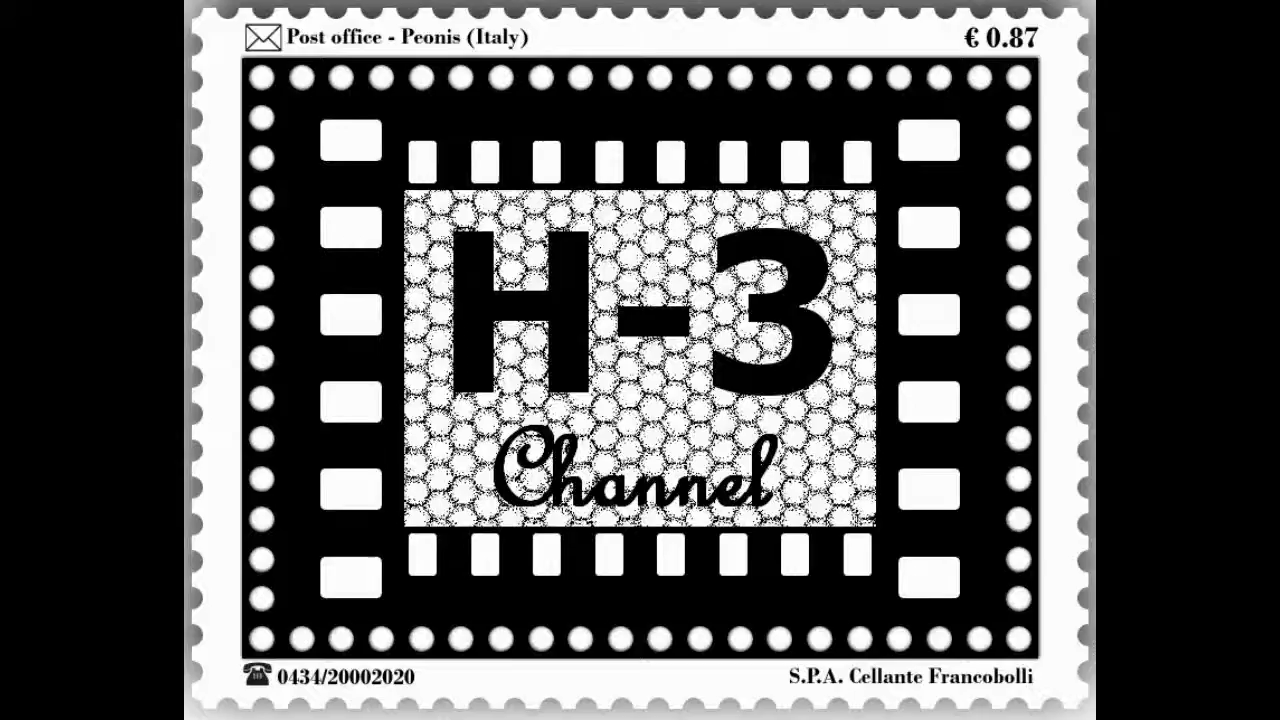 Post office - Peonis (Italy)
€ 0.87
H-3
Channel
0434/20002020
S.P.A. Cellante Francobolli